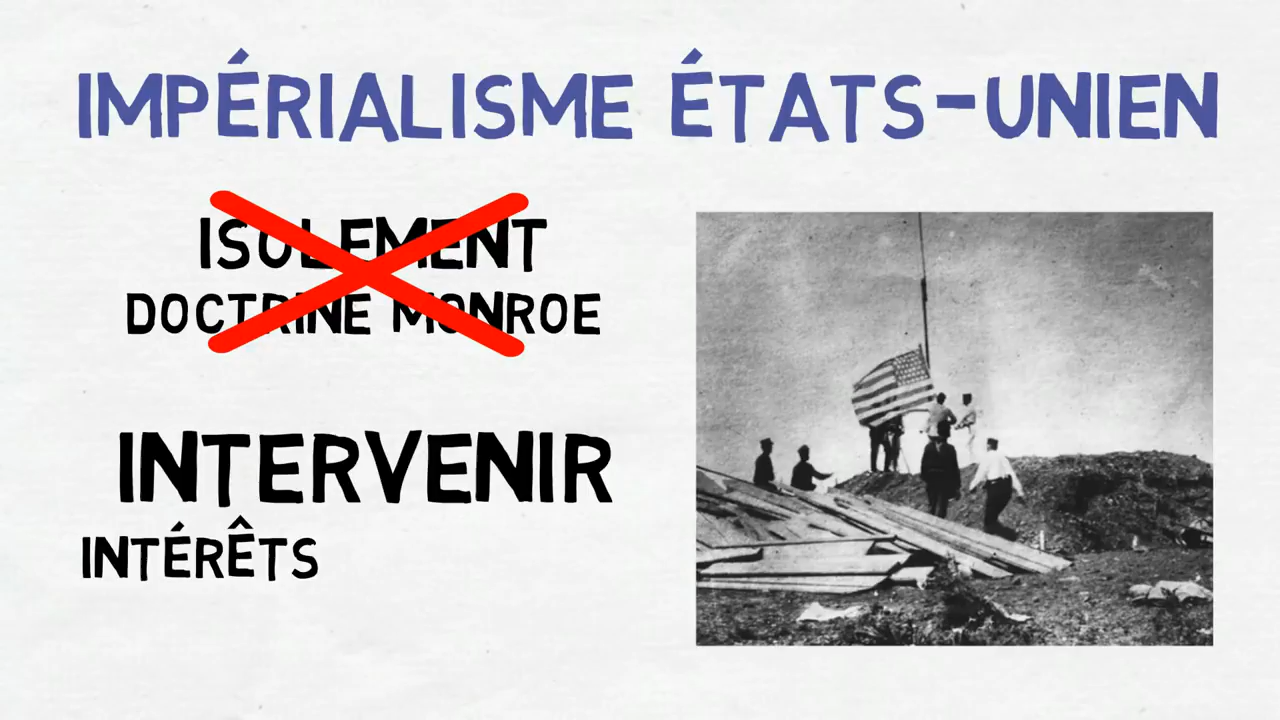 IMPÉRIALISME ÉTATS-UNIEN
ISOLEMENT
DOCTRINE MONROE
INTERVENIR
INTÉRÊTS